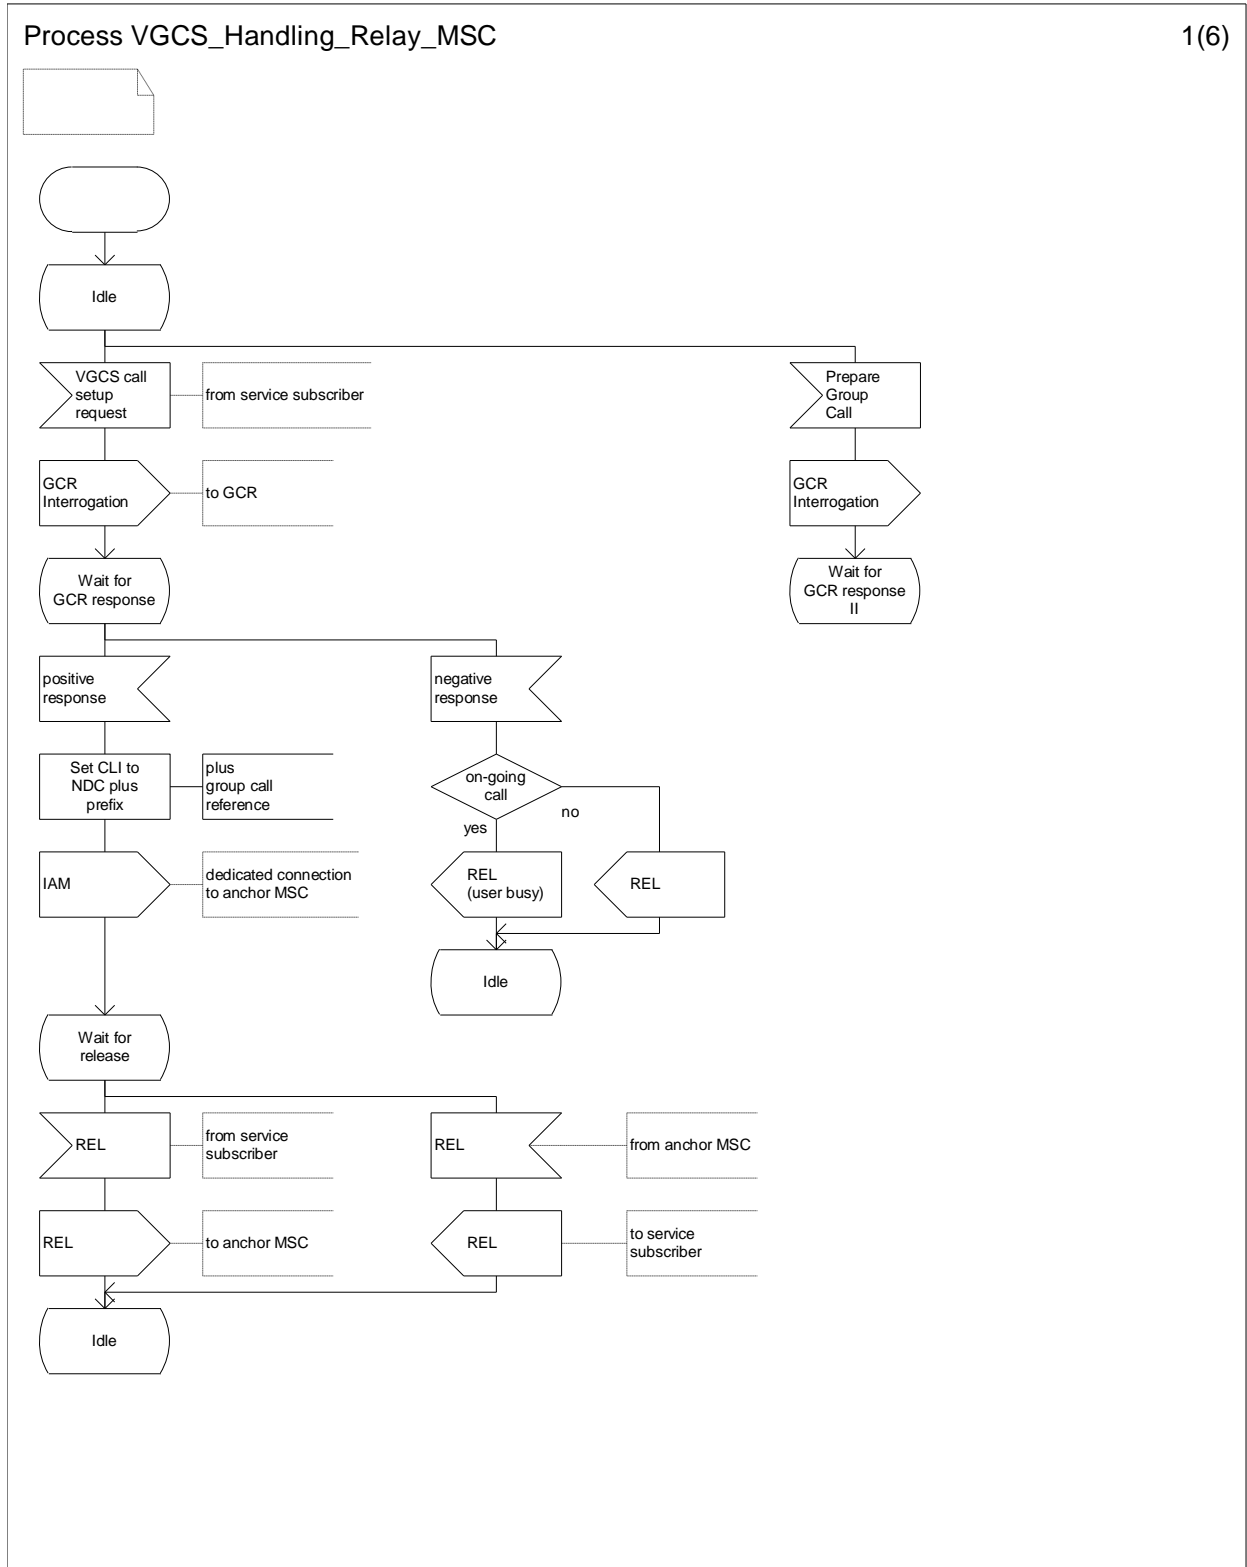 Process VGCS_Handling_Relay_MSC
1(6)
Idle
VGCS call
setup
request
from service subscriber
Prepare
Group
Call
GCR
Interrogation
to GCR
GCR
Interrogation
Wait for
GCR response
Wait for
GCR response
II
positive
response
negative
response
Set CLI to
NDC plus
prefix
plus
group call
reference
on-going
call
no
yes
IAM
dedicated connection
to anchor MSC
REL
(user busy)
REL
Idle
Wait for
release
REL
from service
subscriber
REL
from anchor MSC
REL
to anchor MSC
REL
to service
subscriber
Idle